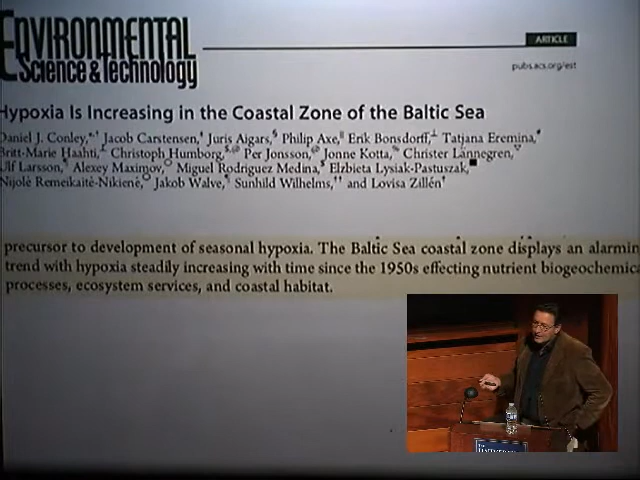 ENVIRONMENTAL
Science & Technology
ARTICLE
pubs.acs.org/est
Hypoxia Is Increasing in the Coastal Zone of the Baltic Sea
Daniel J. Conley, Jacob Carstensen, Juris Aigars, Philip Axe, Erik Bonsdorff, Tatjana Eremina,
Britt-Marie Haahti, Christoph Humborg, Per Jonsson, Jonne Kotta, Christer Lännegren,
Ulf Larsson, Alexey Maximov, Miguel Rodriguez Medina, Elzbieta Lysiak-Pastuszak,
Nijolė Remeikaitė-Nikienė, Jakob Walve, Sunhild Wilhelms, and Lovisa Zillén
precursor to development of seasonal hypoxia. The Baltic Sea coastal zone displays an alarmin
trend with hypoxia steadily increasing with time since the 1950s effecting nutrient biogeochemica
processes, ecosystem services, and coastal habitat.